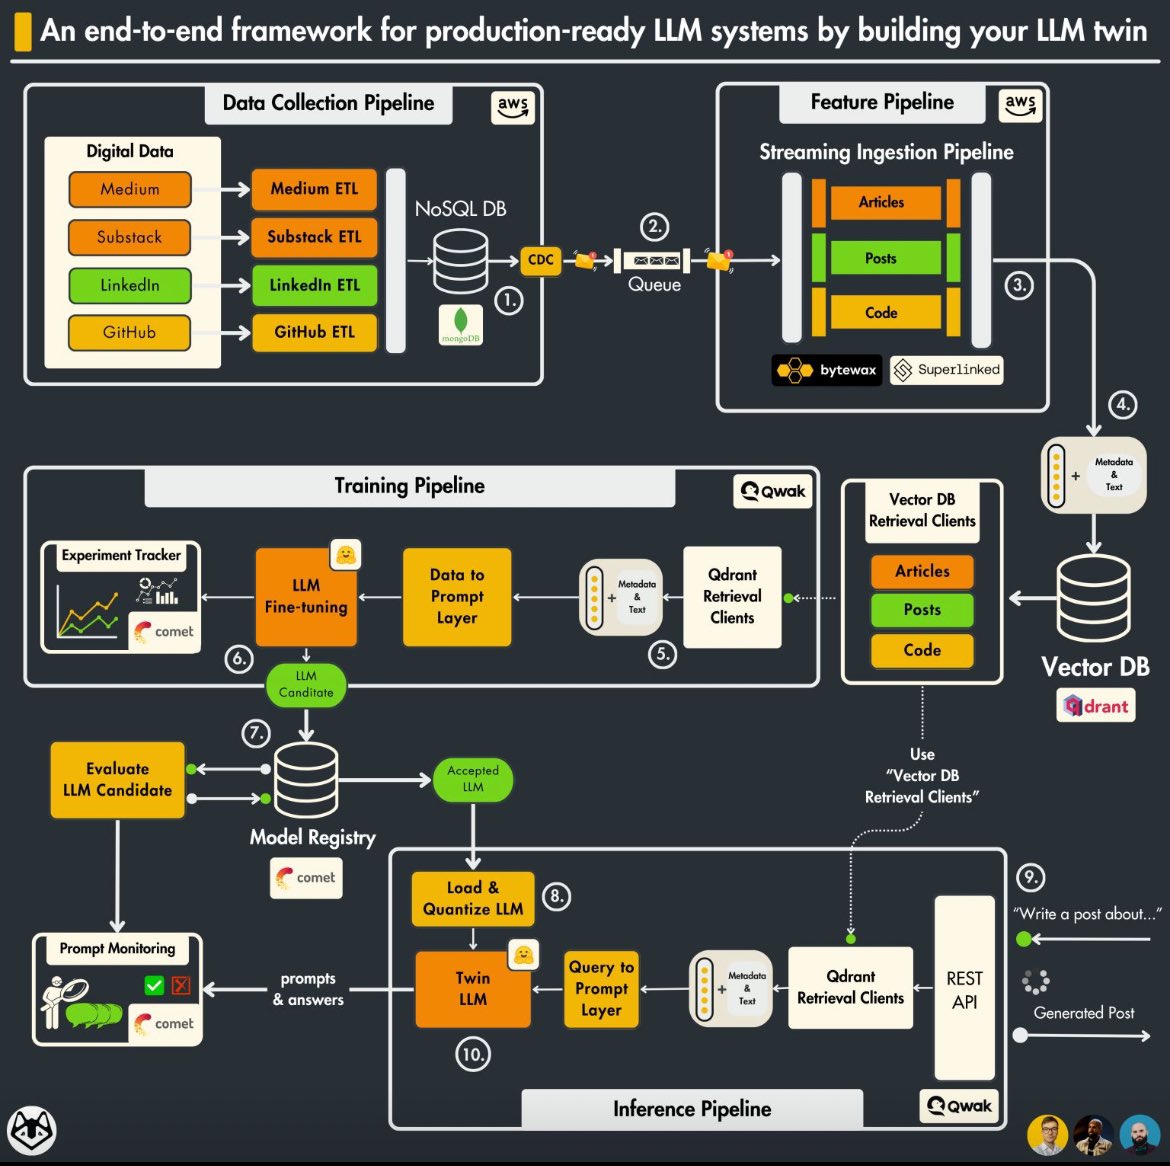 An end-to-end framework for production-ready LLM systems by building your LLM twin
Data Collection Pipeline
aws
Digital Data
Medium
Medium ETL
Substack
Substack ETL
LinkedIn
LinkedIn ETL
GitHub
GitHub ETL
NoSQL DB
mongoDB
1.
CDC
1
2.
Queue
1
Feature Pipeline
aws
Streaming Ingestion Pipeline
Articles
Posts
Code
bytewax
Superlinked
3.
4.
+
Metadata
&
Text
Vector DB
qdrant
Vector DB
Retrieval Clients
Articles
Posts
Code
Training Pipeline
Qwak
Experiment Tracker
comet
LLM
Fine-tuning
Data to
Prompt
Layer
+
Metadata
&
Text
Qdrant
Retrieval
Clients
5.
6.
LLM
Canditate
7.
Evaluate
LLM Candidate
Model Registry
comet
Accepted
LLM
Use
“Vector DB
Retrieval Clients”
Load &
Quantize LLM
8.
9.
“Write a post about...”
Generated Post
Prompt Monitoring
comet
prompts
& answers
Twin
LLM
10.
Query to
Prompt
Layer
+
Metadata
&
Text
Qdrant
Retrieval Clients
REST
API
Inference Pipeline
Qwak